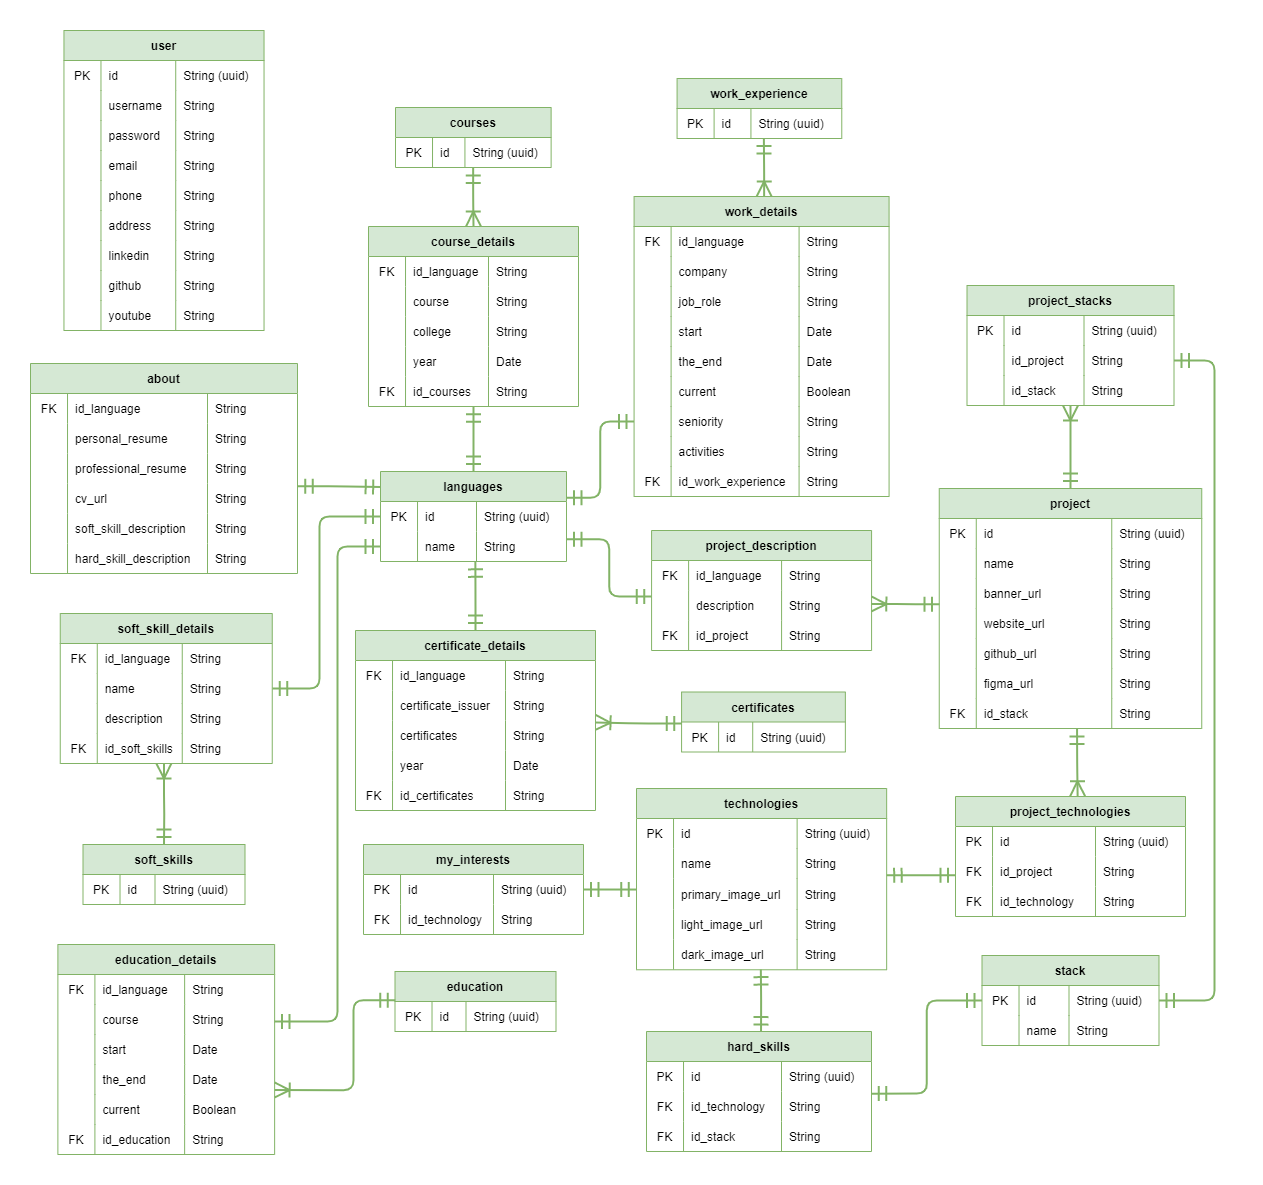 user
PK id String (uuid)
username String
password String
email String
phone String
address String
linkedin String
github String
youtube String
courses
PK id String (uuid)
work_experience
PK id String (uuid)
course_details
FK id_language String
course String
college String
year Date
FK id_courses String
work_details
FK id_language String
company String
job_role String
start Date
the_end Date
current Boolean
seniority String
activities String
FK id_work_experience String
project_stacks
PK id String (uuid)
id_project String
id_stack String
about
FK id_language String
personal_resume String
professional_resume String
cv_url String
soft_skill_description String
hard_skill_description String
languages
PK id String (uuid)
name String
project_description
FK id_language String
description String
FK id_project String
project
PK id String (uuid)
name String
banner_url String
website_url String
github_url String
figma_url String
FK id_stack String
soft_skill_details
FK id_language String
name String
description String
FK id_soft_skills String
certificate_details
FK id_language String
certificate_issuer String
certificates String
year Date
FK id_certificates String
certificates
PK id String (uuid)
soft_skills
PK id String (uuid)
my_interests
PK id String (uuid)
FK id_technology String
technologies
PK id String (uuid)
name String
primary_image_url String
light_image_url String
dark_image_url String
project_technologies
PK id String (uuid)
FK id_project String
FK id_technology String
education_details
FK id_language String
course String
start Date
the_end Date
current Boolean
FK id_education String
education
PK id String (uuid)
stack
PK id String (uuid)
name String
hard_skills
PK id String (uuid)
FK id_technology String
FK id_stack String